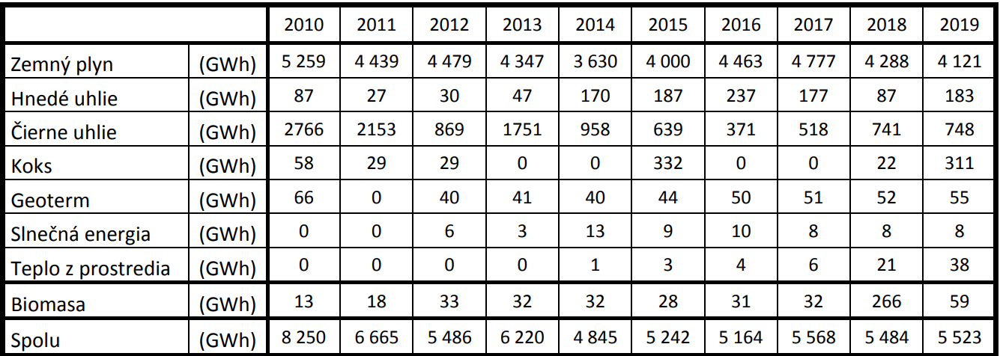 2010 2011 2012 2013 2014 2015 2016 2017 2018 2019
Zemný plyn (GWh) 5 259 4 439 4 479 4 347 3 630 4 000 4 463 4 777 4 288 4 121
Hnedé uhlie (GWh) 87 27 30 47 170 187 237 177 87 183
Čierne uhlie (GWh) 2766 2153 869 1751 958 639 371 518 741 748
Koks (GWh) 58 29 29 0 0 332 0 0 22 311
Geoterm (GWh) 66 0 40 41 40 44 50 51 52 55
Slnečná energia (GWh) 0 0 6 3 13 9 10 8 8 8
Teplo z prostredia (GWh) 0 0 0 0 1 3 4 6 21 38
Biomasa (GWh) 13 18 33 32 32 28 31 32 266 59
Spolu (GWh) 8 250 6 665 5 486 6 220 4 845 5 242 5 164 5 568 5 484 5 523